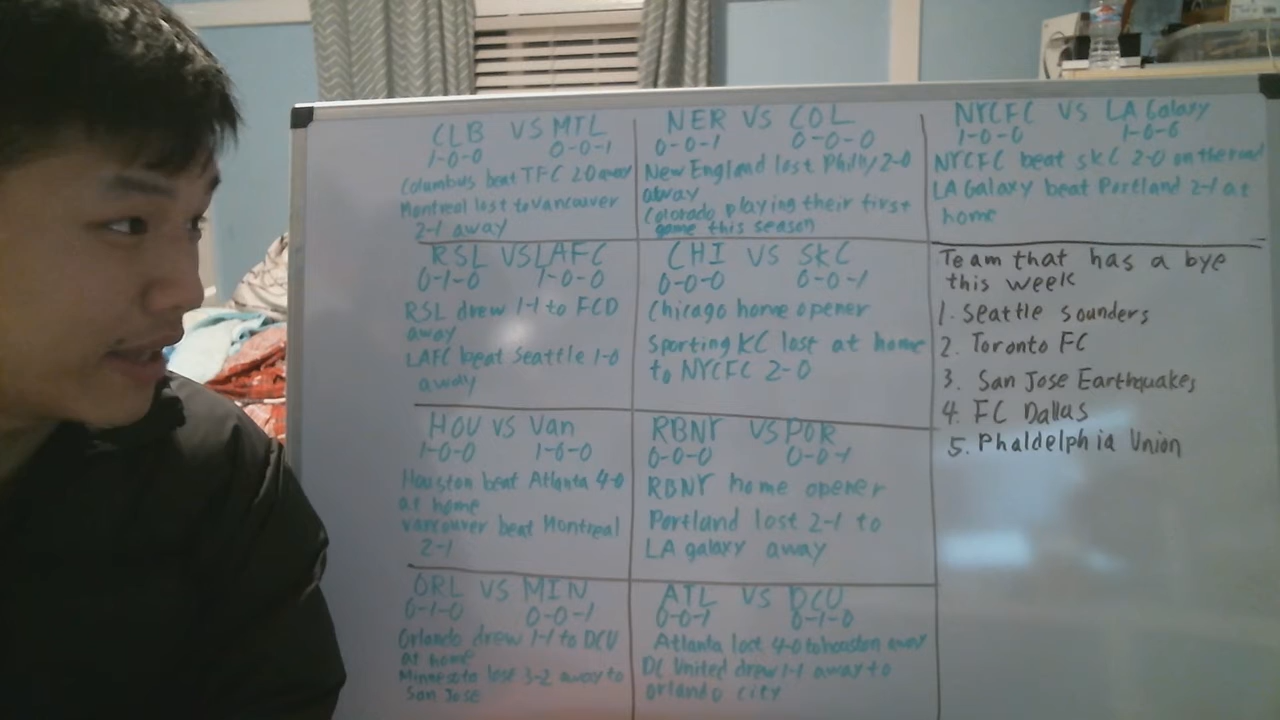 CLB VS MTL
1-0-0 0-0-1
Columbus beat TFC 2-0 away
Montreal lost to Vancouver
2-1 away
NER VS COL
0-0-1 0-0-0
New England lost Philly 2-0
away
Colorado playing their first
game this season
NYCFC VS LA Galaxy
1-0-0 1-0-0
NYCFC beat SKC 2-0 on the road
LA Galaxy beat Portland 2-1 at
home
RSL VS LAFC
0-1-0 1-0-0
RSL drew 1-1 to FCD
away
LAFC beat Seattle 1-0
away
CHI VS SKC
0-0-0 0-0-1
Chicago home opener
Sporting KC lost at home
to NYCFC 2-0
Team that has a bye
this week
1. Seattle Sounders
2. Toronto FC
3. San Jose Earthquakes
4. FC Dallas
5. Phaldelphia Union
HOU VS Van
1-0-0 1-0-0
Houston beat Atlanta 4-0
at home
Vancouver beat Montreal
2-1
RBNY VS POR
0-0-0 0-0-1
RBNY home opener
Portland lost 2-1 to
LA galaxy away
ORL VS MIN
0-1-0 0-0-1
Orlando drew 1-1 to DCU
at home
Minnesota lose 3-2 away to
San Jose
ATL VS DCU
0-0-1 0-1-0
Atlanta lost 4-0 to houston away
DC United drew 1-1 away to
orlando city